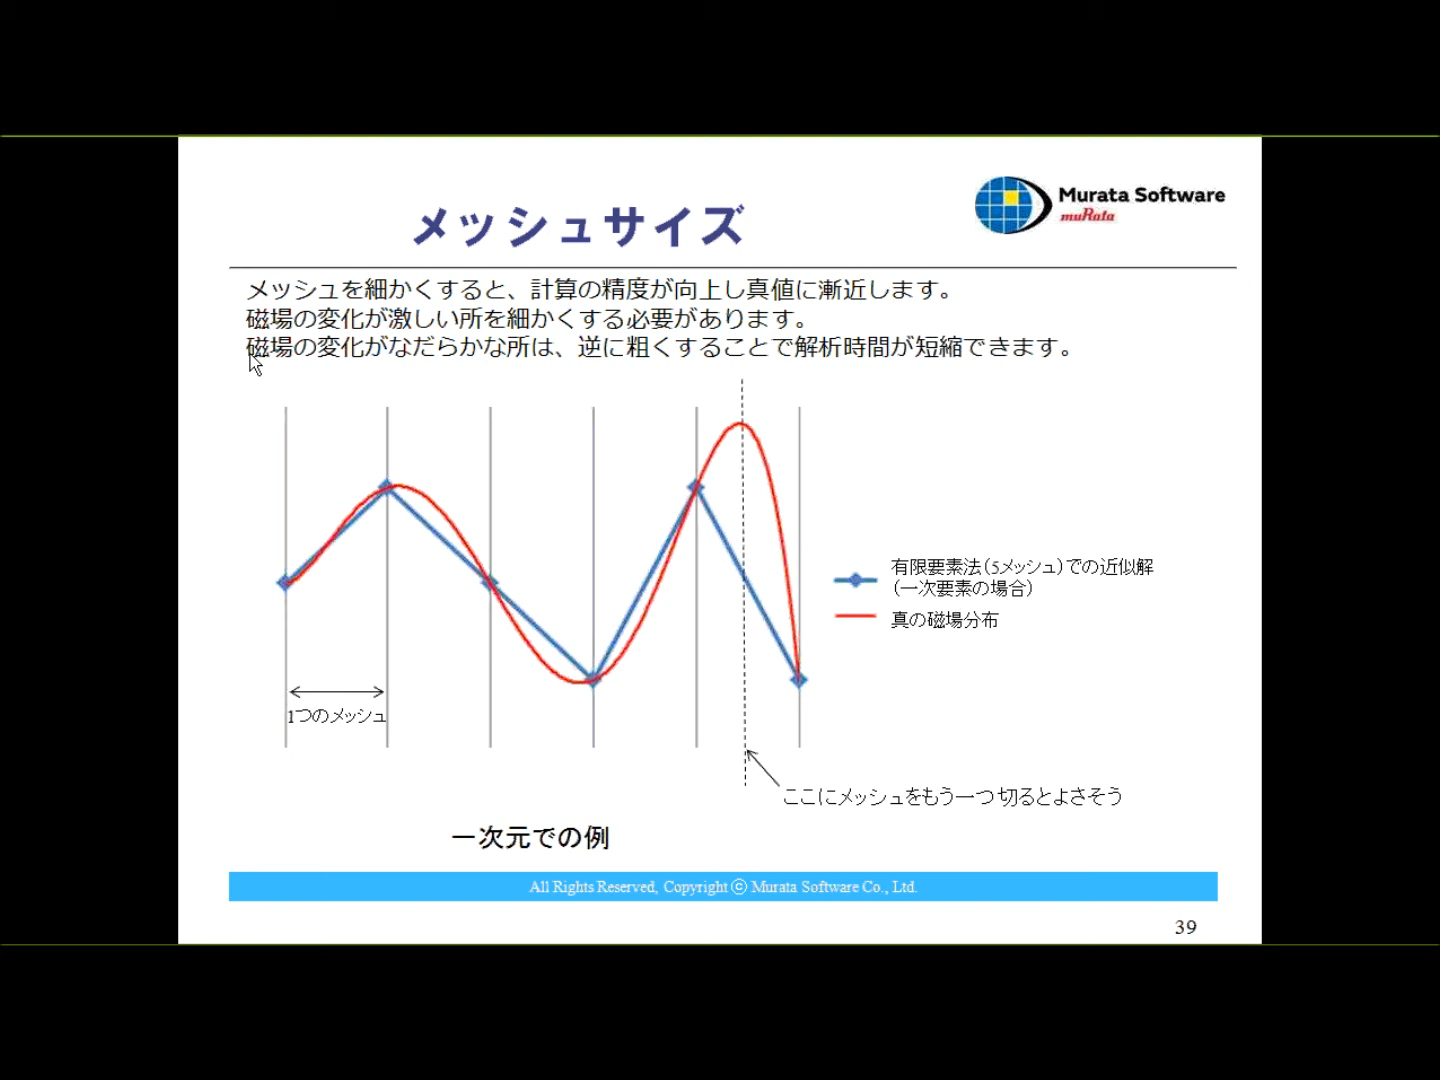 メッシュサイズ
Murata Software
muRata
メッシュを細かくすると、計算の精度が向上し真値に漸近します。
磁場の変化が激しい所を細かくする必要があります。
磁場の変化がなだらかな所は、逆に粗くすることで解析時間が短縮できます。
有限要素法（5メッシュ）での近似解
（一次要素の場合）
真の磁場分布
1つのメッシュ
ここにメッシュをもう一つ切るとよさそう
一次元での例
All Rights Reserved, Copyright ⓒ Murata Software Co., Ltd.
39